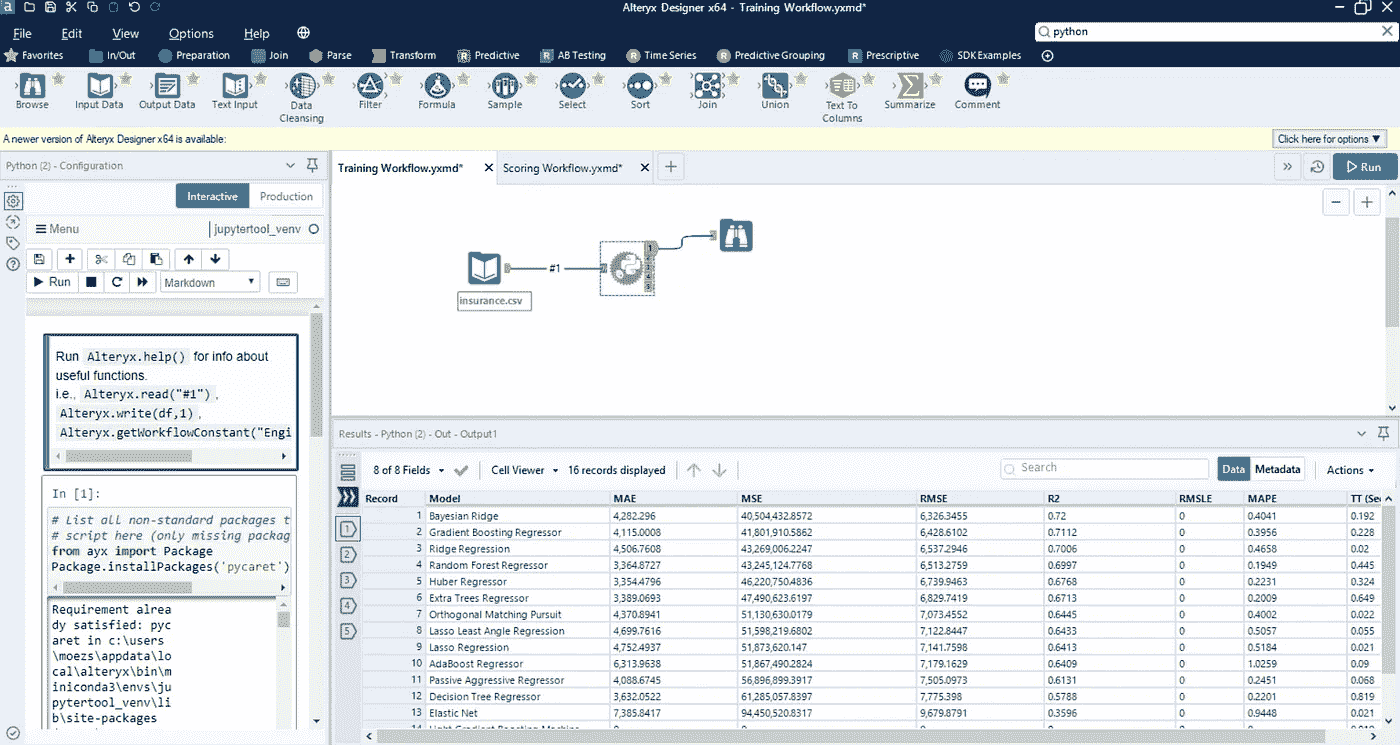 Alteryx Designer x64 - Training Workflow.yxmd*
File Edit View Options Help
python
Favorites In/Out Preparation Join Parse Transform Predictive AB Testing Time Series Predictive Grouping Prescriptive SDKExamples
Browse Input Data Output Data Text Input Data Cleansing Filter Formula Sample Select Sort Join Union Text To Columns Summarize Comment
A newer version of Alteryx Designer x64 is available:
Click here for options
Python (2) - Configuration
Training Workflow.yxmd*
Scoring Workflow.yxmd*
Run
Interactive Production
Menu
jupytertool_venv
Run
Markdown
#1
insurance.csv
1
Run Alteryx.help() for info about
useful functions.
i.e., Alteryx.read("#1"),
Alteryx.write(df,1),
Alteryx.getWorkflowConstant("Engi
In [1]:
# List all non-standard packages t
# script here (only missing packag
from ayx import Package
Package.installPackages('pycaret')
Requirement alrea
dy satisfied: pyc
aret in c:\users
\moezs\appdata\lo
cal\alteryx\bin\m
iniconda3\envs\ju
pytertool_venv\li
b\site-packages
Results - Python (2) - Out - Output1
8 of 8 Fields Cell Viewer 16 records displayed Search Data Metadata Actions
1
2
3
4
5
Record Model MAE MSE RMSE R2 RMSLE MAPE TT (Sec
1 Bayesian Ridge 4,282.296 40,504,432.8572 6,326.3455 0.72 0 0.4041 0.192
2 Gradient Boosting Regressor 4,115.0008 41,801,910.5862 6,428.6102 0.7112 0 0.3956 0.228
3 Ridge Regression 4,506.7608 43,269,006.2247 6,537.2946 0.7006 0 0.4658 0.02
4 Random Forest Regressor 3,364.8727 43,245,124.7768 6,513.2759 0.6997 0 0.1949 0.445
5 Huber Regressor 3,354.4796 46,220,750.4836 6,739.9463 0.6768 0 0.2231 0.324
6 Extra Trees Regressor 3,389.0693 47,490,623.6197 6,829.7419 0.6713 0 0.2009 0.649
7 Orthogonal Matching Pursuit 4,370.8941 51,130,630.0179 7,073.4552 0.6445 0 0.4002 0.022
8 Lasso Least Angle Regression 4,699.7616 51,598,219.6802 7,122.8447 0.6433 0 0.5057 0.055
9 Lasso Regression 4,752.4937 51,873,620.147 7,141.7598 0.6413 0 0.5184 0.021
10 AdaBoost Regressor 6,313.9638 51,867,490.2824 7,179.1629 0.6409 0 1.0259 0.09
11 Passive Aggressive Regressor 4,088.6745 56,896,899.3917 7,505.0973 0.6131 0 0.2451 0.068
12 Decision Tree Regressor 3,632.0522 61,285,057.8397 7,775.398 0.5788 0 0.2201 0.819
13 Elastic Net 7,385.8417 94,450,520.8317 9,679.8791 0.3596 0 0.9448 0.021